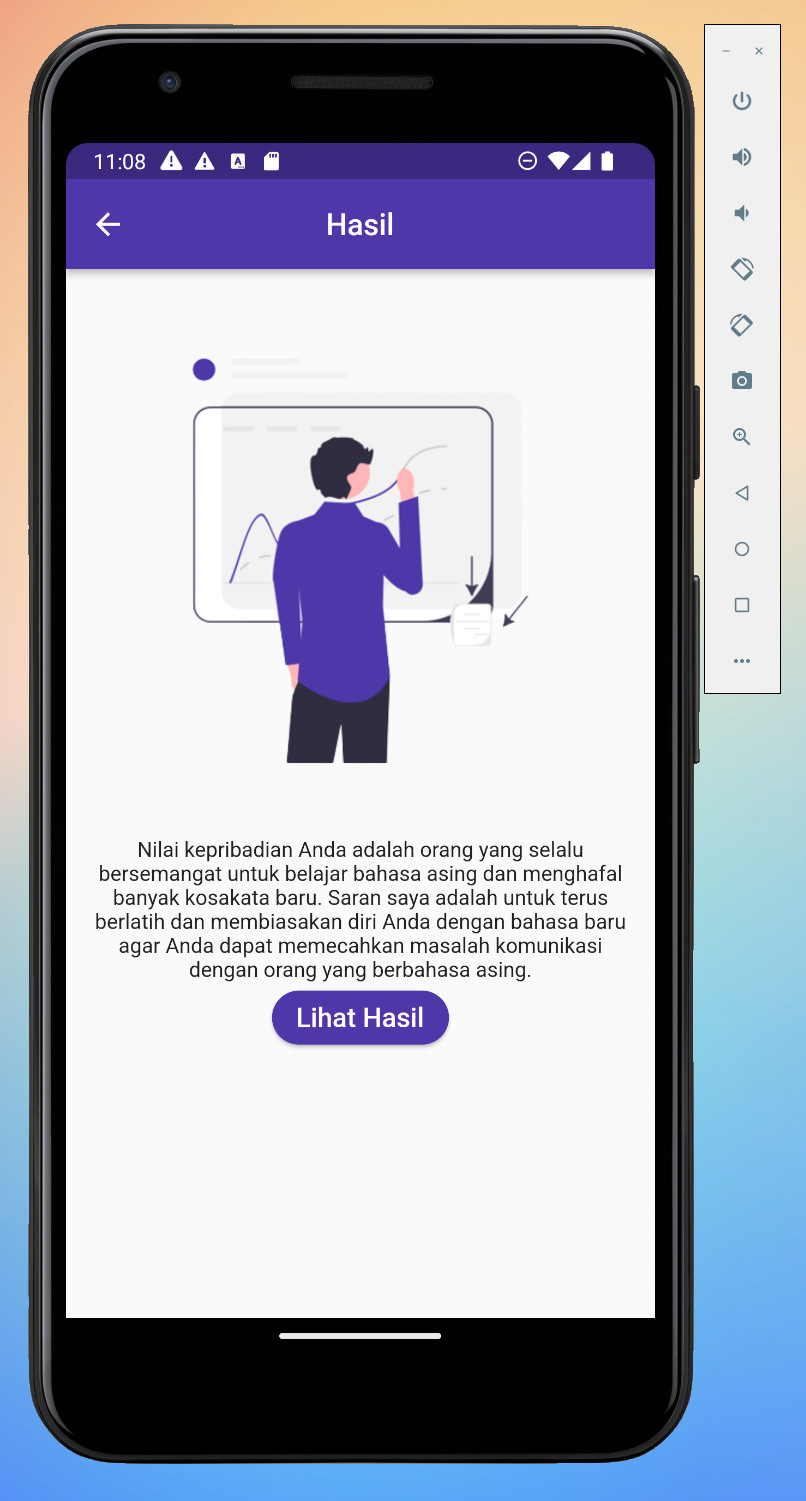 11:08
Hasil
Nilai kepribadian Anda adalah orang yang selalu
bersemangat untuk belajar bahasa asing dan menghafal
banyak kosakata baru. Saran saya adalah untuk terus
berlatih dan membiasakan diri Anda dengan bahasa baru
agar Anda dapat memecahkan masalah komunikasi
dengan orang yang berbahasa asing.
Lihat Hasil